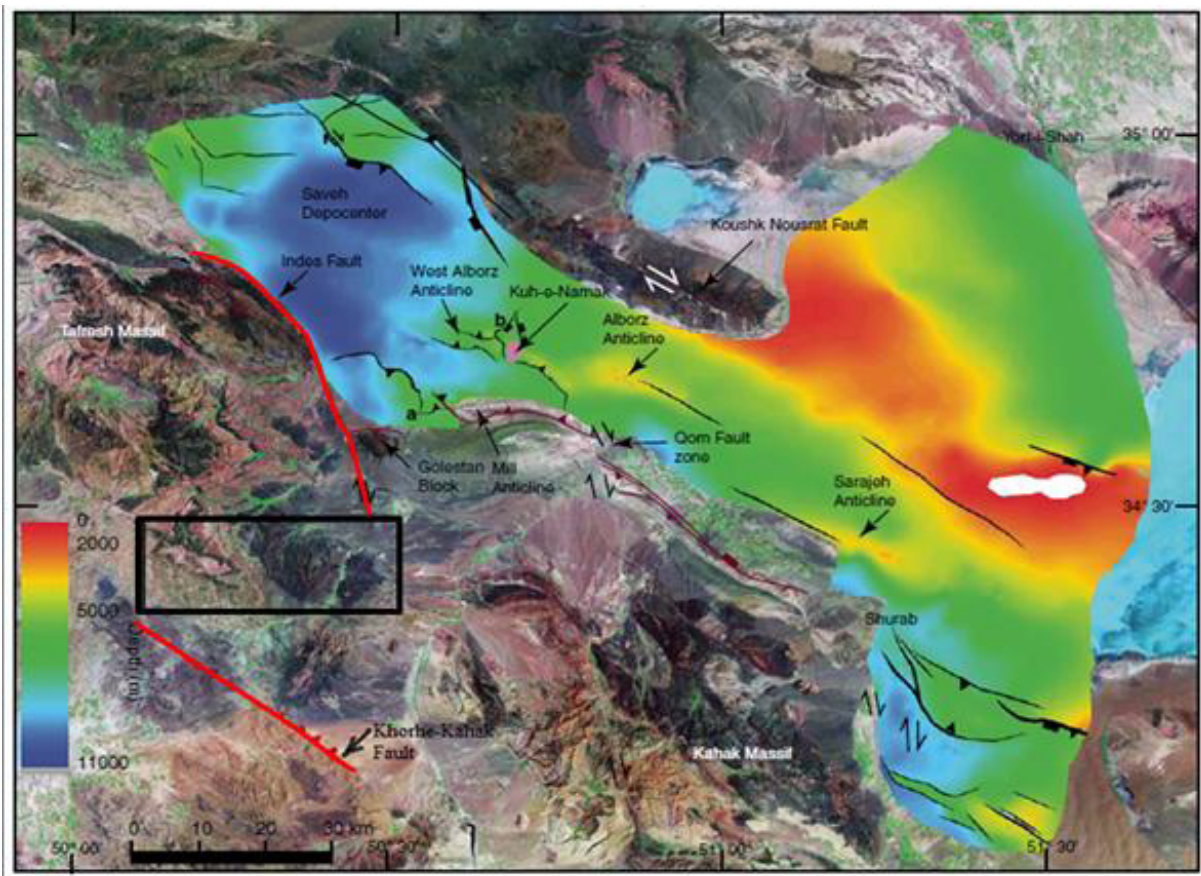 Yort-i-Shah
35° 00'
Saveh
Depocenter
Koushk Nousrat Fault
Indes Fault
West Alborz
Anticline
Kuh-e-Namak
Tafresh Massif
b
Alborz
Anticline
a
Qom Fault
zone
Golestan
Block
Mill
Anticline
Sarajeh
Anticline
34° 30'
0
2000
5000
Depth (m)
11000
Shurab
Khorhe-Kahak
Fault
Kahak Massif
0 10 20 30 km
50° 00'
50° 30'
51° 00'
51° 30'